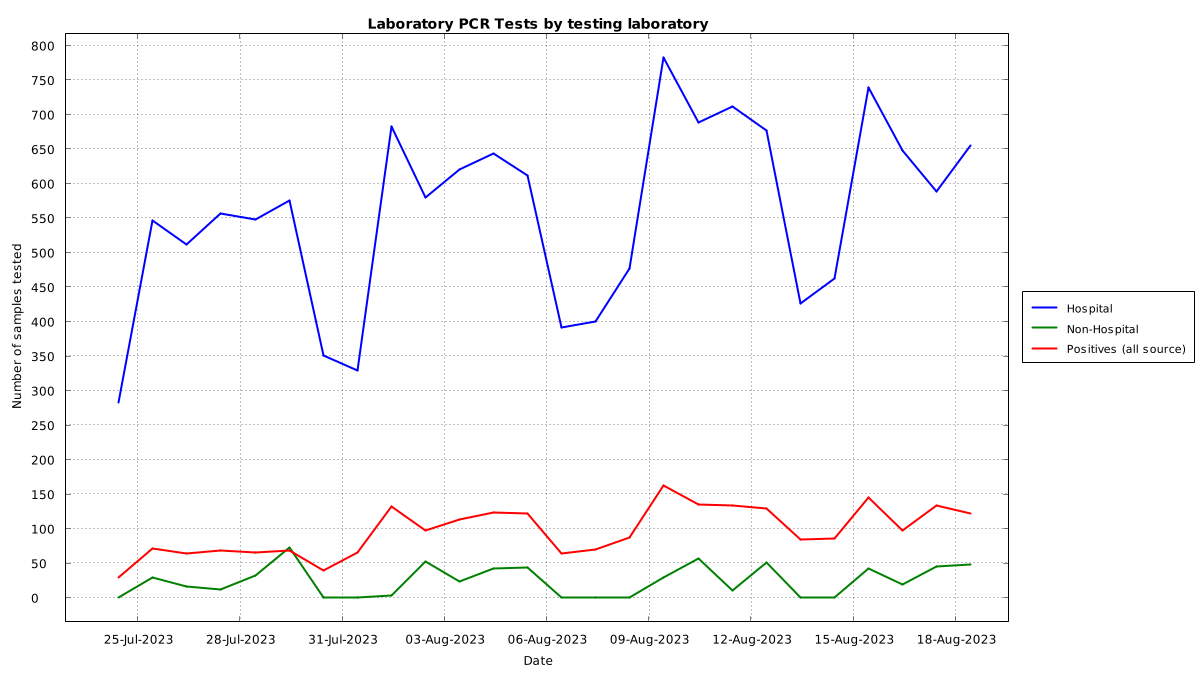 Laboratory PCR Tests by testing laboratory
800
750
700
650
600
550
500
450
400
350
300
250
200
150
100
50
0
Number of samples tested
25-Jul-2023 28-Jul-2023 31-Jul-2023 03-Aug-2023 06-Aug-2023 09-Aug-2023 12-Aug-2023 15-Aug-2023 18-Aug-2023
Date
Hospital
Non-Hospital
Positives (all source)